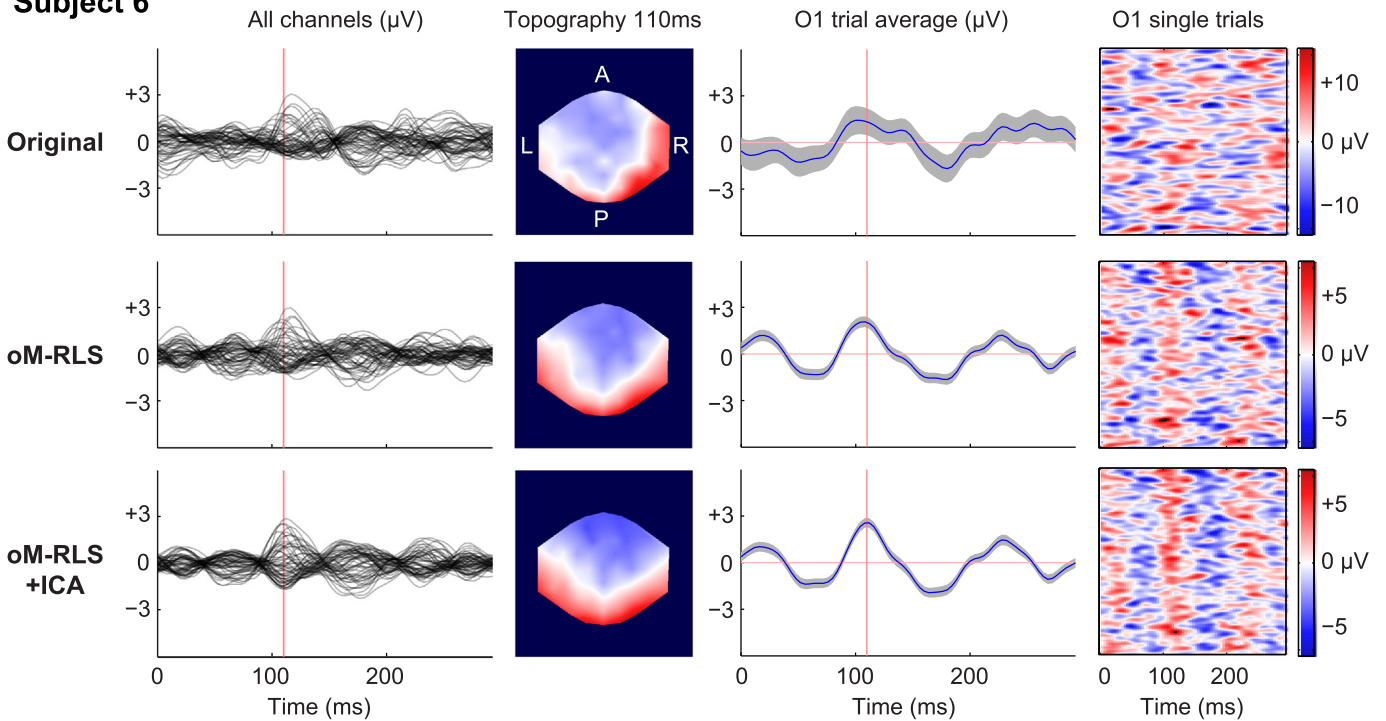 Subject 6
All channels (µV) Topography 110ms O1 trial average (µV) O1 single trials
Original
+3
0
−3
A
L R
P
+3
0
−3
+10
0 µV
−10
oM-RLS
+3
0
−3
+3
0
−3
+5
0 µV
−5
oM-RLS
+ICA
+3
0
−3
+3
0
−3
+5
0 µV
−5
0 100 200 0 100 200 0 100 200
Time (ms) Time (ms) Time (ms)